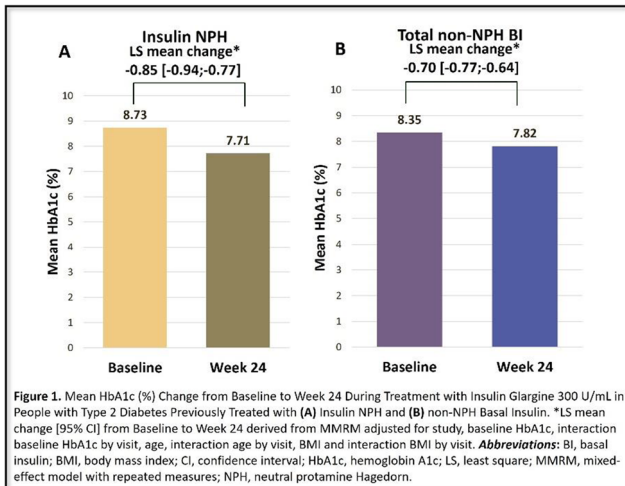 Insulin NPH
A
LS mean change*
-0.85 [-0.94;-0.77]
10
9
8
7
6
5
4
3
2
1
0
Mean HbA1c (%)
8.73
7.71
Baseline
Week 24
Total non-NPH BI
B
LS mean change*
-0.70 [-0.77;-0.64]
10
9
8
7
6
5
4
3
2
1
0
Mean HbA1c (%)
8.35
7.82
Baseline
Week 24
Figure 1. Mean HbA1c (%) Change from Baseline to Week 24 During Treatment with Insulin Glargine 300 U/mL in
People with Type 2 Diabetes Previously Treated with (A) Insulin NPH and (B) non-NPH Basal Insulin. *LS mean
change [95% CI] from Baseline to Week 24 derived from MMRM adjusted for study, baseline HbA1c, interaction
baseline HbA1c by visit, age, interaction age by visit, BMI and interaction BMI by visit. Abbreviations: BI, basal
insulin; BMI, body mass index; CI, confidence interval; HbA1c, hemoglobin A1c; LS, least square; MMRM, mixed-
effect model with repeated measures; NPH, neutral protamine Hagedorn.